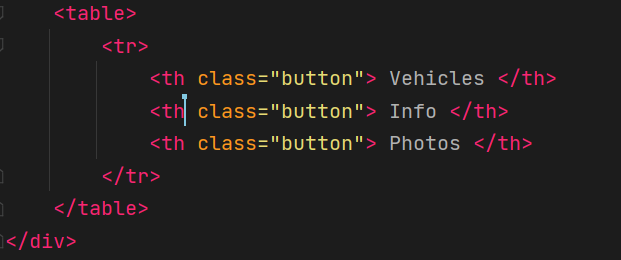 <table>
<tr>
<th class="button"> Vehicles </th>
<th class="button"> Info </th>
<th class="button"> Photos </th>
</tr>
</table>
</div>